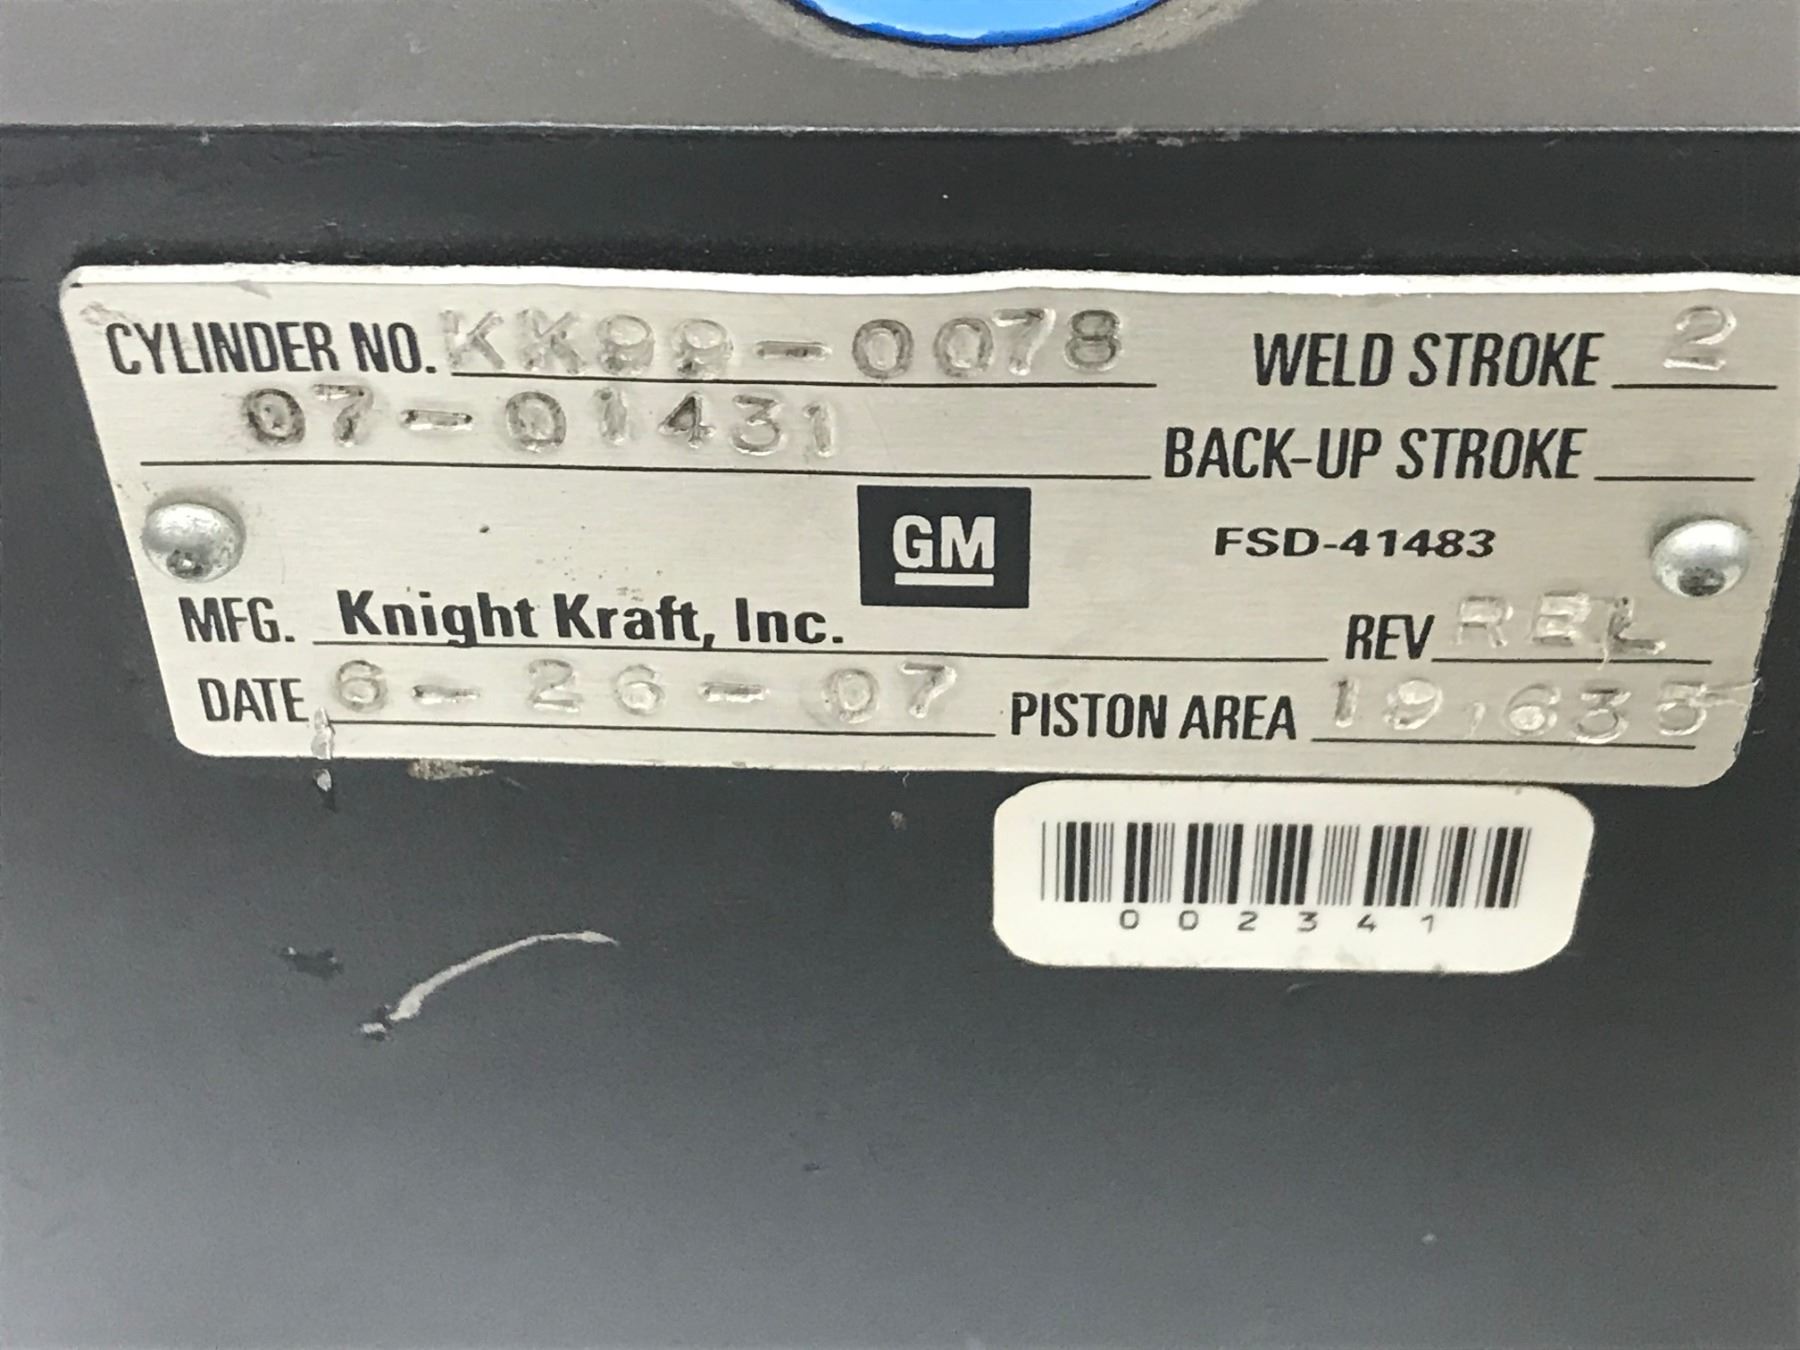 CYLINDER NO. KK99-0078 WELD STROKE 2
07-01431 BACK-UP STROKE
GM FSD-41483
MFG. Knight Kraft, Inc. REV REL
DATE 6-26-07 PISTON AREA 19.635
002341